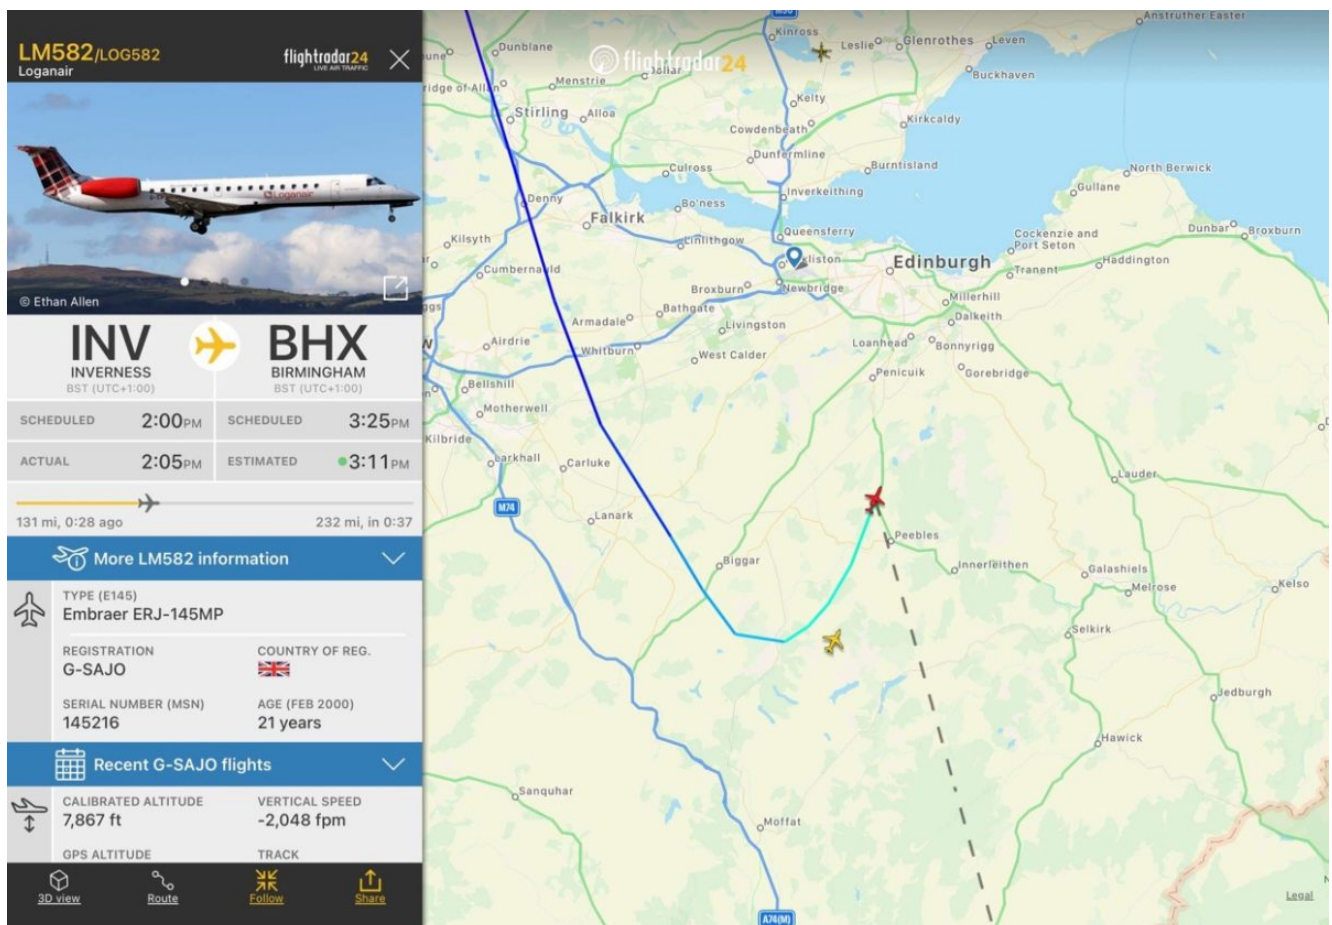 LM582/LOG582
Loganair
flightradar24
LIVE AIR TRAFFIC
Loganair
© Ethan Allen
INV
INVERNESS
BST (UTC+1:00)
BHX
BIRMINGHAM
BST (UTC+1:00)
SCHEDULED 2:00PM
SCHEDULED 3:25PM
ACTUAL 2:05PM
ESTIMATED 3:11PM
131 mi, 0:28 ago
232 mi, in 0:37
More LM582 information
TYPE (E145)
Embraer ERJ-145MP
REGISTRATION
G-SAJO
COUNTRY OF REG.
SERIAL NUMBER (MSN)
145216
AGE (FEB 2000)
21 years
Recent G-SAJO flights
CALIBRATED ALTITUDE
7,867 ft
VERTICAL SPEED
-2,048 fpm
GPS ALTITUDE
TRACK
3D view
Route
Follow
Share
flightradar24
M90
Anstruther Easter
Kinross
Leslie
Glenrothes
Leven
Dunblane
Dollar
Buckhaven
Menstrie
ridge of Allan
Kelty
Stirling
Alloa
Kirkcaldy
Cowdenbeath
Dunfermline
Culross
Burntisland
North Berwick
Gullane
Inverkeithing
Denny
Bo'ness
Falkirk
Queensferry
Dunbar
Broxburn
Cockenzie and
Port Seton
Kilsyth
Linlithgow
Edinburgh
Haddington
Tranent
Cumbernauld
Newbridge
Broxburn
Millerhill
Bathgate
Dalkeith
Armadale
Livingston
Airdrie
Loanhead
Bonnyrigg
Whitburn
West Calder
Gorebridge
Penicuik
Bellshill
Motherwell
Kilbride
Larkhall
Carluke
Lauder
M74
Lanark
Peebles
Biggar
Innerleithen
Galashiels
Melrose
Kelso
Selkirk
Jedburgh
Hawick
Sanquhar
Moffat
Legal
A74(M)